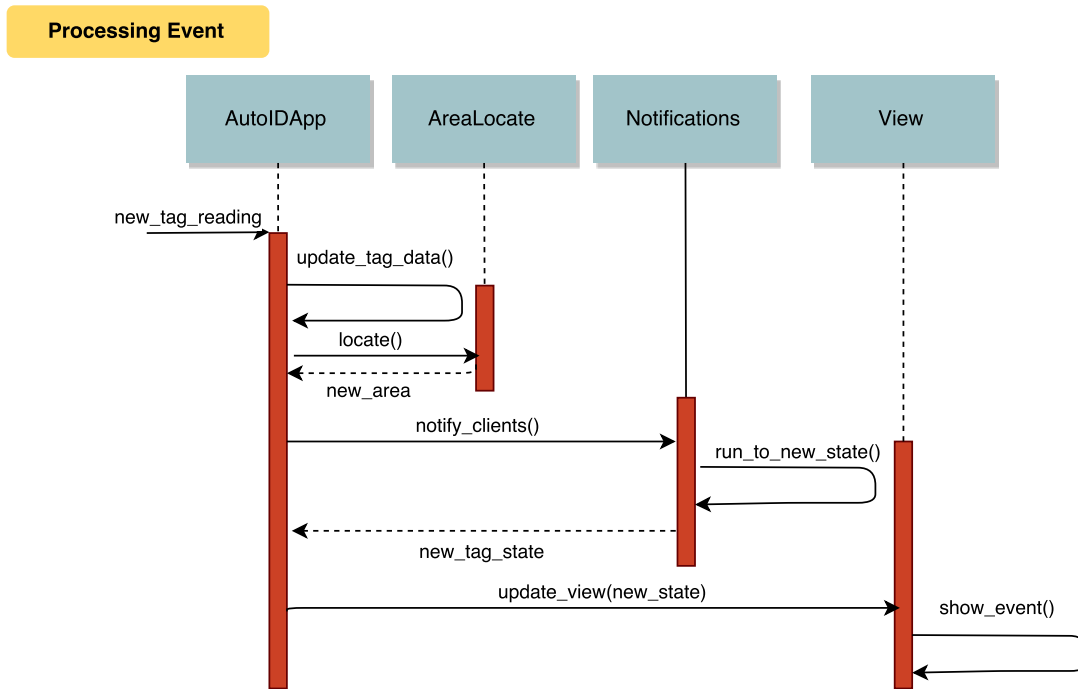 Processing Event
AutoIDApp
AreaLocate
Notifications
View
new_tag_reading
update_tag_data()
locate()
new_area
notify_clients()
run_to_new_state()
new_tag_state
update_view(new_state)
show_event()